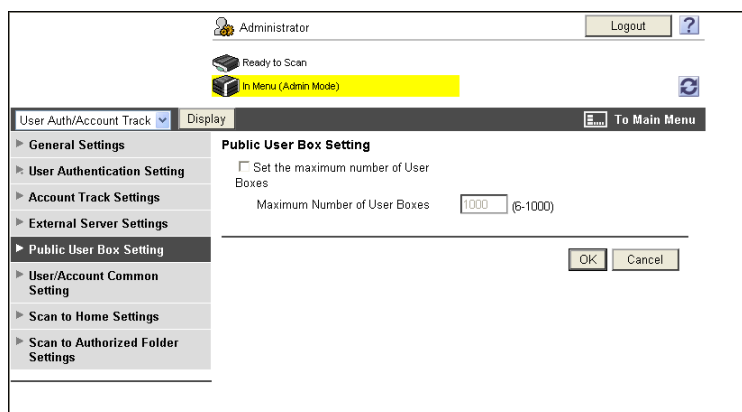 Administrator
Logout
?
Ready to Scan
In Menu (Admin Mode)
User Auth/Account Track
Display
To Main Menu
General Settings
User Authentication Setting
Account Track Settings
External Server Settings
Public User Box Setting
User/Account Common
Setting
Scan to Home Settings
Scan to Authorized Folder
Settings
Public User Box Setting
Set the maximum number of User
Boxes
Maximum Number of User Boxes
1000
(6-1000)
OK
Cancel